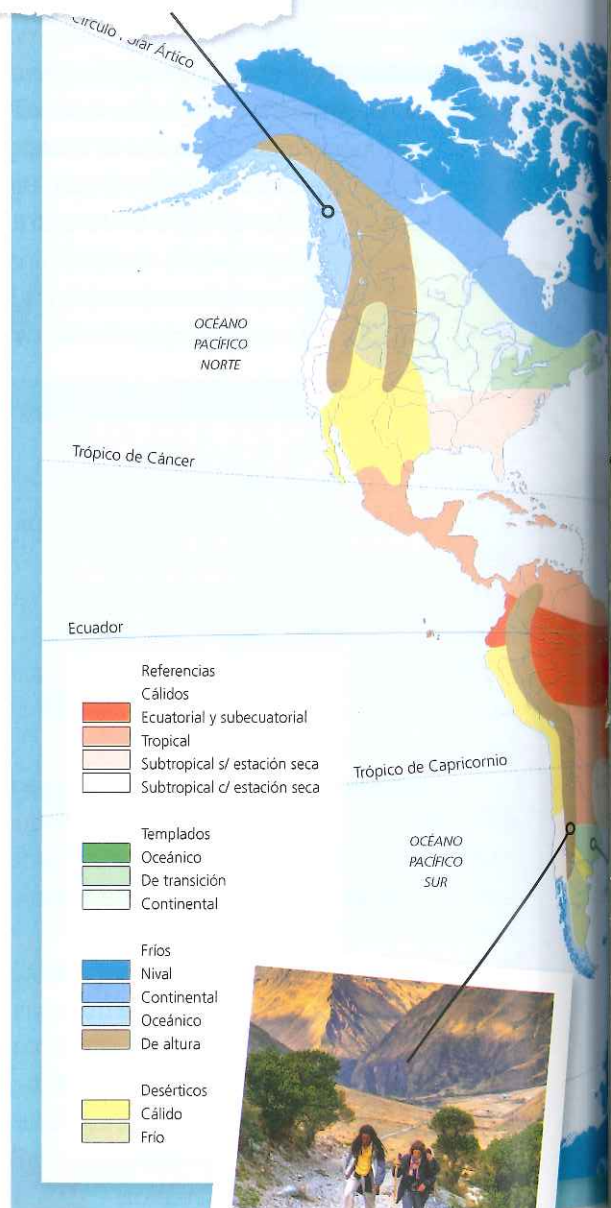 Círculo Polar Ártico
OCÉANO
PACÍFICO
NORTE
Trópico de Cáncer
Ecuador
Referencias
Cálidos
Ecuatorial y subecuatorial
Tropical
Subtropical s/ estación seca
Subtropical c/ estación seca
Trópico de Capricornio
Templados
Oceánico
De transición
Continental
OCÉANO
PACÍFICO
SUR
Fríos
Nival
Continental
Oceánico
De altura
Desérticos
Cálido
Frío